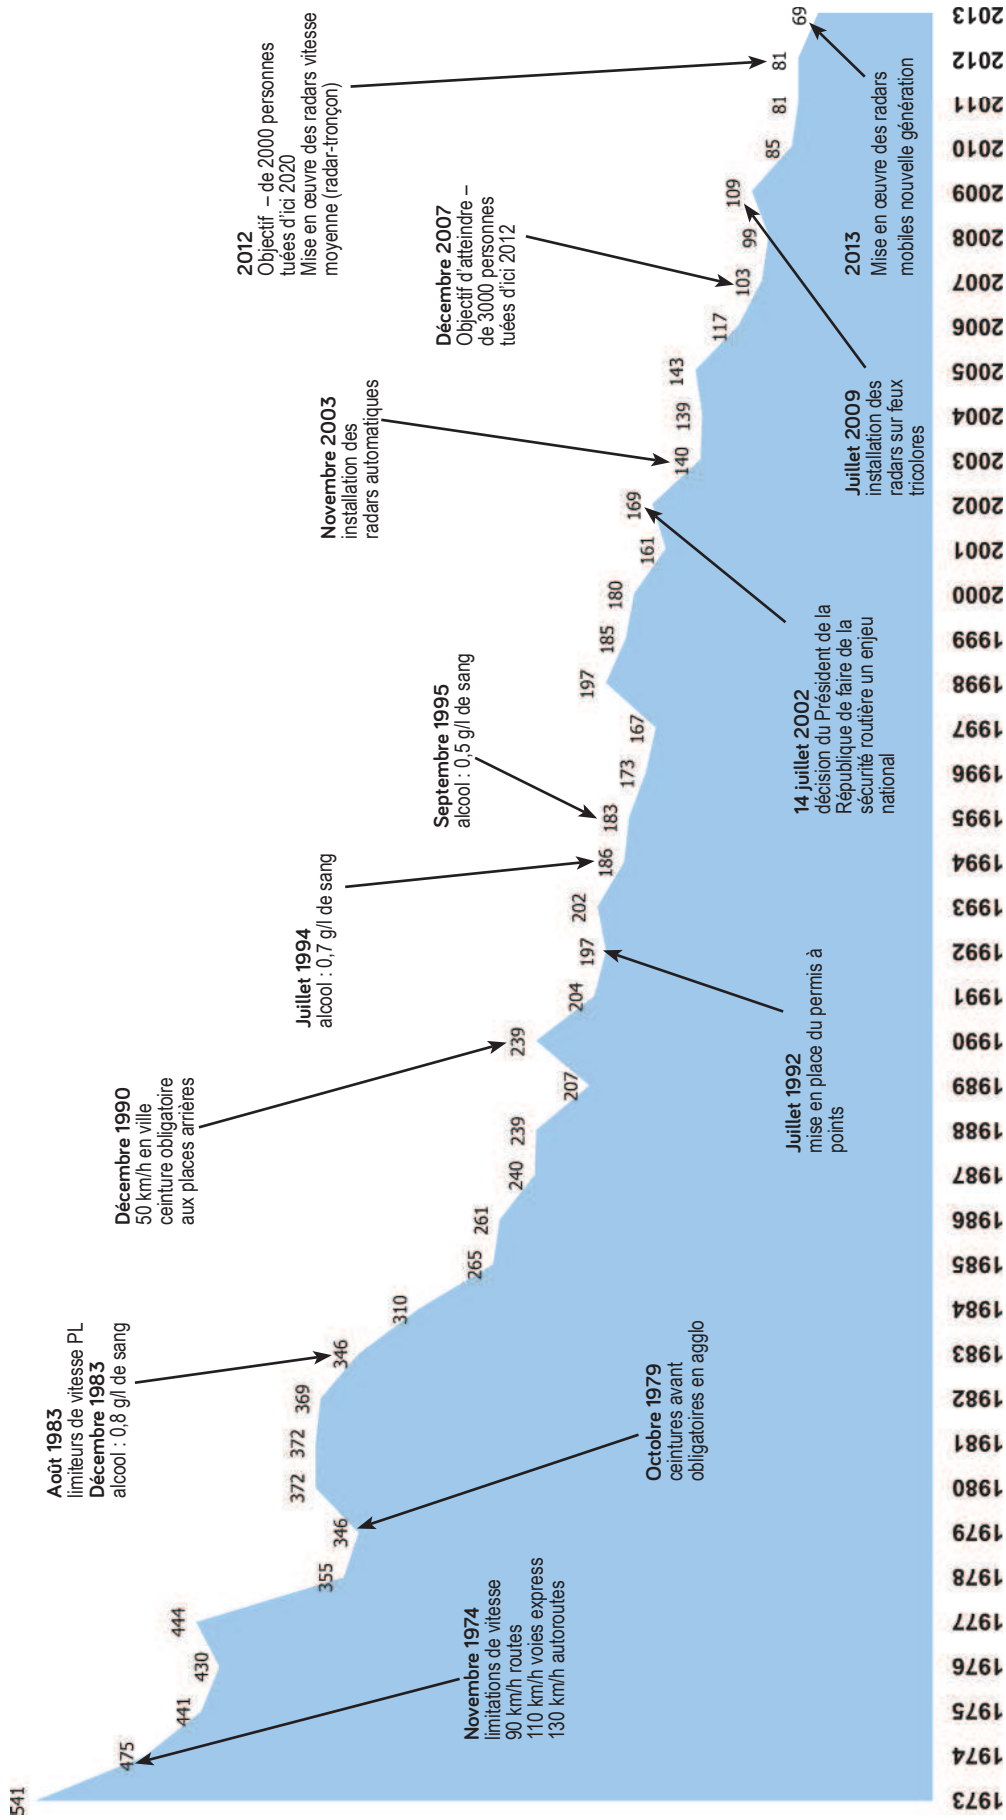 Août 1983
limiteurs de vitesse PL
Décembre 1983
alcool : 0,8 g/l de sang
Décembre 1990
50 km/h en ville
ceinture obligatoire
aux places arrières
Juillet 1994
alcool : 0,7 g/l de sang
Septembre 1995
alcool : 0,5 g/l de sang
Novembre 2003
installation des
radars automatiques
Décembre 2007
Objectif d'atteindre –
de 3000 personnes
tuées d'ici 2012
2012
Objectif – de 2000 personnes
tuées d'ici 2020
Mise en œuvre des radars vitesse
moyenne (radar-tronçon)
541
475
441
430
444
355
346
372
372
369
346
310
265
261
240
239
207
239
204
197
202
186
183
173
167
197
185
180
161
169
140
139
143
117
103
99
109
85
81
81
69
Novembre 1974
limitations de vitesse
90 km/h routes
110 km/h voies express
130 km/h autoroutes
Octobre 1979
ceintures avant
obligatoires en agglo
Juillet 1992
mise en place du permis à
points
14 juillet 2002
décision du Président de la
République de faire de la
sécurité routière un enjeu
national
Juillet 2009
installation des
radars sur feux
tricolores
2013
Mise en œuvre des radars
mobiles nouvelle génération
1973
1974
1975
1976
1977
1978
1979
1980
1981
1982
1983
1984
1985
1986
1987
1988
1989
1990
1991
1992
1993
1994
1995
1996
1997
1998
1999
2000
2001
2002
2003
2004
2005
2006
2007
2008
2009
2010
2011
2012
2013